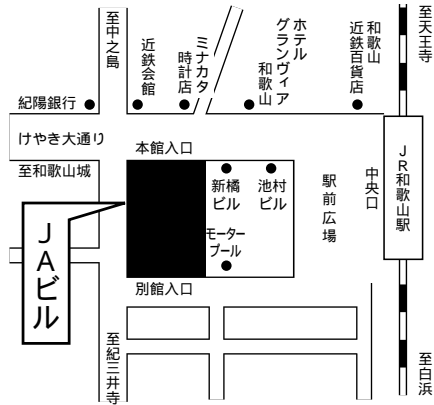 至中之島
近鉄会館
時計店
ミナカタ
ホテル
グランヴィア
和歌山
和歌山
近鉄百貨店
至天王寺
紀陽銀行
けやき大通り
至和歌山城
本館入口
新橋
ビル
池村
ビル
モーター
プール
駅前広場
中央口
JR和歌山駅
JAビル
別館入口
至紀三井寺
至白浜